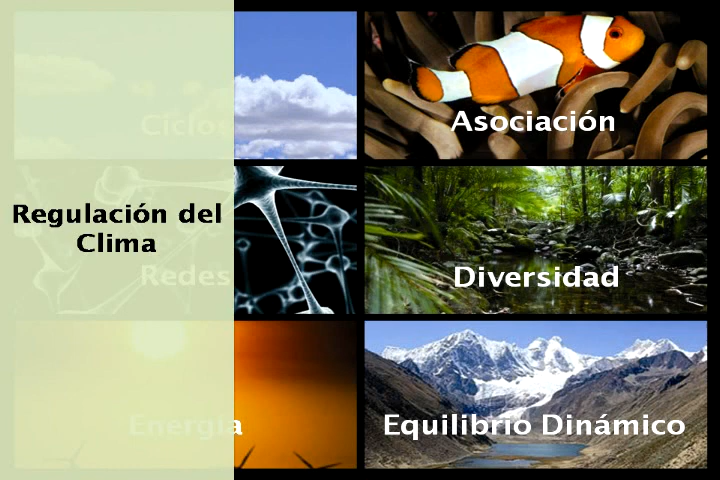 Ciclos
Asociación
Regulación del
Clima
Redes
Diversidad
Energía
Equilibrio Dinámico